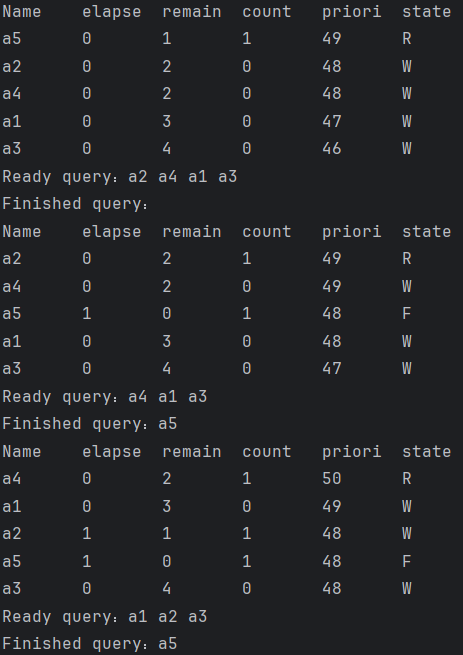 Name elapse remain count priori state
a5 0 1 1 49 R
a2 0 2 0 48 W
a4 0 2 0 48 W
a1 0 3 0 47 W
a3 0 4 0 46 W
Ready query：a2 a4 a1 a3
Finished query：
Name elapse remain count priori state
a2 0 2 1 49 R
a4 0 2 0 49 W
a5 1 0 1 48 F
a1 0 3 0 48 W
a3 0 4 0 47 W
Ready query：a4 a1 a3
Finished query：a5
Name elapse remain count priori state
a4 0 2 1 50 R
a1 0 3 0 49 W
a2 1 1 1 48 W
a5 1 0 1 48 F
a3 0 4 0 48 W
Ready query：a1 a2 a3
Finished query：a5